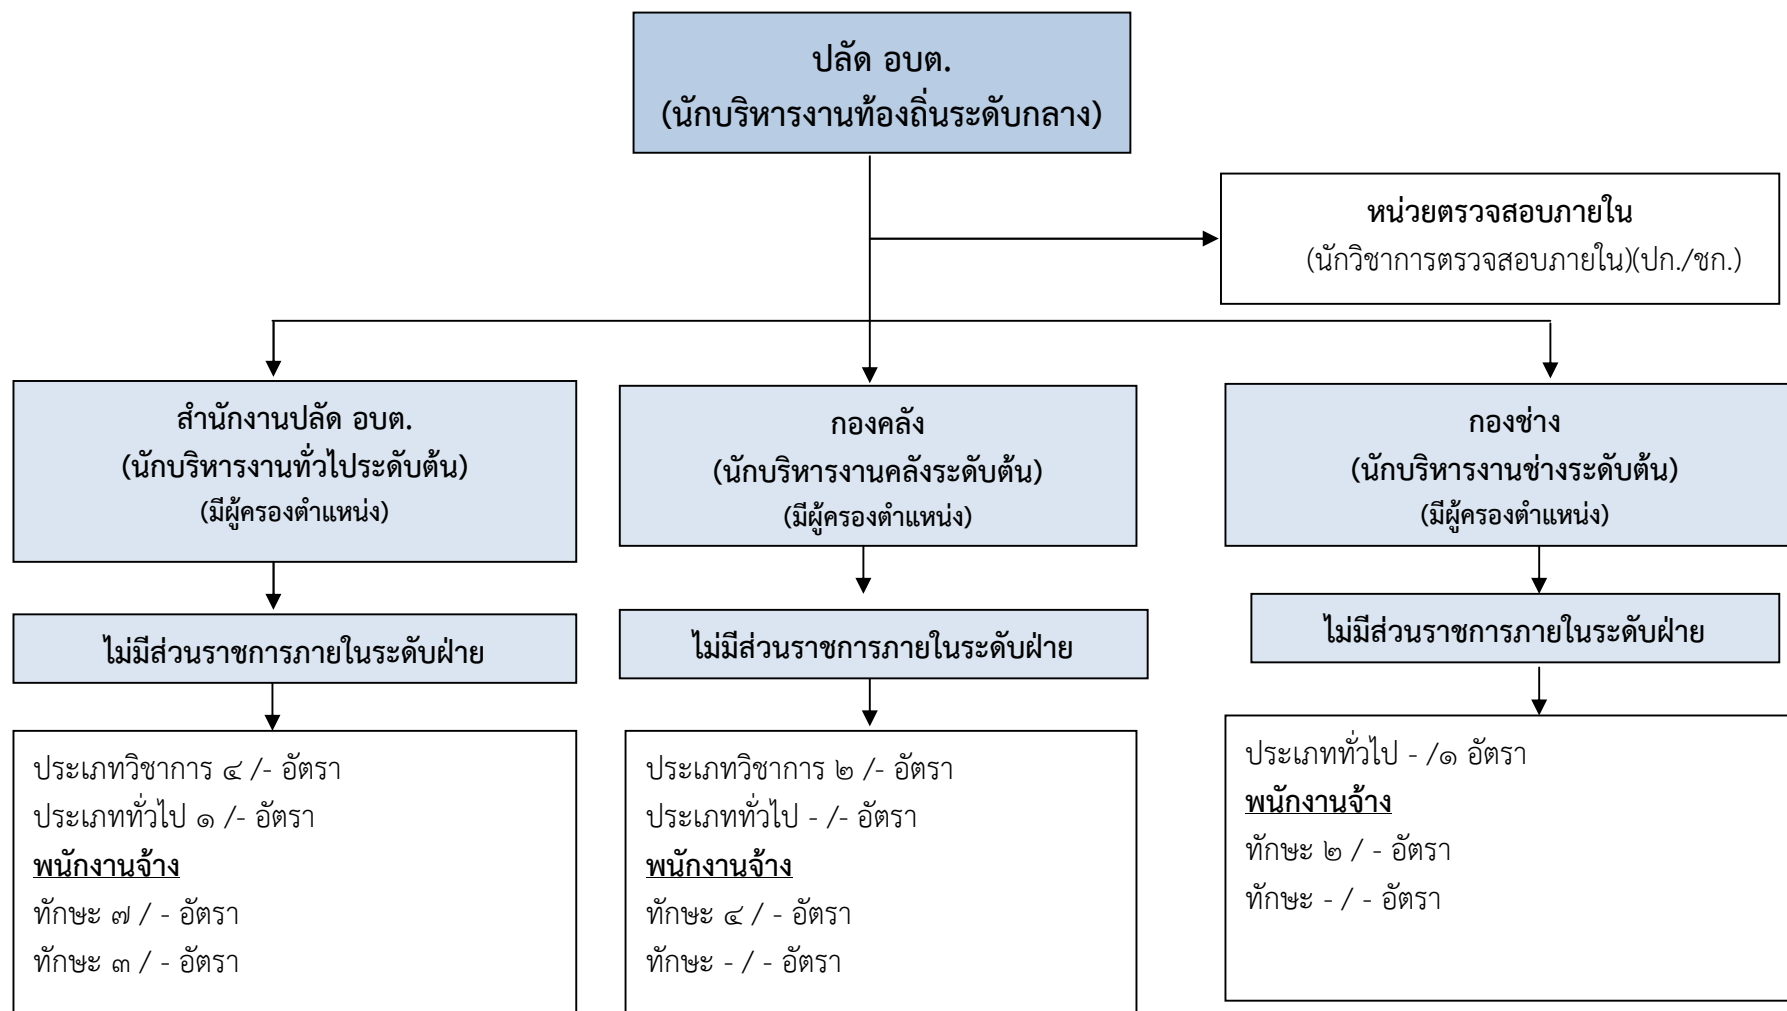 ปลัด อบต.
(นักบริหารงานท้องถิ่นระดับกลาง)
หน่วยตรวจสอบภายใน
(นักวิชาการตรวจสอบภายใน)(ปก./ชก.)
สำนักงานปลัด อบต.
(นักบริหารงานทั่วไประดับต้น)
(มีผู้ครองตำแหน่ง)
กองคลัง
(นักบริหารงานคลังระดับต้น)
(มีผู้ครองตำแหน่ง)
กองช่าง
(นักบริหารงานช่างระดับต้น)
(มีผู้ครองตำแหน่ง)
ไม่มีส่วนราชการภายในระดับฝ่าย
ไม่มีส่วนราชการภายในระดับฝ่าย
ไม่มีส่วนราชการภายในระดับฝ่าย
ประเภทวิชาการ ๔ /- อัตรา
ประเภททั่วไป ๑ /- อัตรา
พนักงานจ้าง
ทักษะ ๗ / - อัตรา
ทักษะ ๓ / - อัตรา
ประเภทวิชาการ ๒ /- อัตรา
ประเภททั่วไป - /- อัตรา
พนักงานจ้าง
ทักษะ ๔ / - อัตรา
ทักษะ - / - อัตรา
ประเภททั่วไป - /๑ อัตรา
พนักงานจ้าง
ทักษะ ๒ / - อัตรา
ทักษะ - / - อัตรา